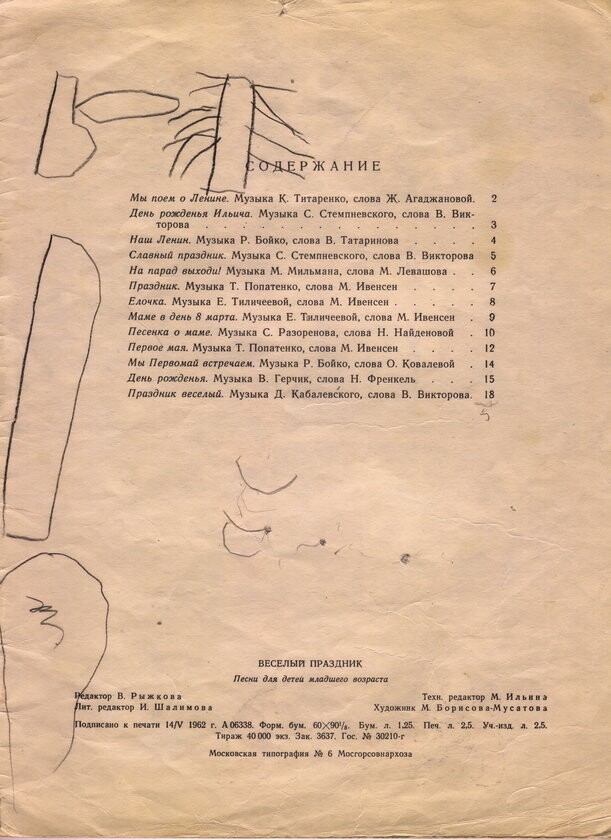 СОДЕРЖАНИЕ
Мы поем о Ленине. Музыка К. Титаренко, слова Ж. Агаджановой. 2
День рожденья Ильича. Музыка С. Стемпневского, слова В. Вик-
торова . . . . . . . . . . . . . . . . 3
Наш Ленин. Музыка Р. Бойко, слова В. Татаринова . . . . 4
Славный праздник. Музыка С. Стемпневского, слова В. Викторова 5
На парад выходи! Музыка М. Мильмана, слова М. Левашова . . 6
Праздник. Музыка Т. Попатенко, слова М. Ивенсен . . . . 7
Елочка. Музыка Е. Тиличеевой, слова М. Ивенсен . . . . 8
Маме в день 8 марта. Музыка Е. Тиличеевой, слова М. Ивенсен . 9
Песенка о маме. Музыка С. Разоренова, слова Н. Найденовой . 10
Первое мая. Музыка Т. Попатенко, слова М. Ивенсен . . . . 12
Мы Первомай встречаем. Музыка Р. Бойко, слова О. Ковалевой . 14
День рожденья. Музыка В. Герчик, слова Н. Френкель . . . 15
Праздник веселый. Музыка Д. Кабалевского, слова В. Викторова. 18
ВЕСЕЛЫЙ ПРАЗДНИК
Песни для детей младшего возраста
Редактор В. Рыжкова Техн. редактор М. Ильина
Лит. редактор И. Шалимова Художник М. Борисова-Мусатова
Подписано к печати 14/V 1962 г. А 06338. Форм. бум. 60×90⅛. Бум. л. 1,25. Печ. л. 2,5. Уч.-изд. л. 2,5.
Тираж 40 000 экз. Зак. 3637. Гос. № 30210-г
Московская типография № 6 Мосгорсовнархоза